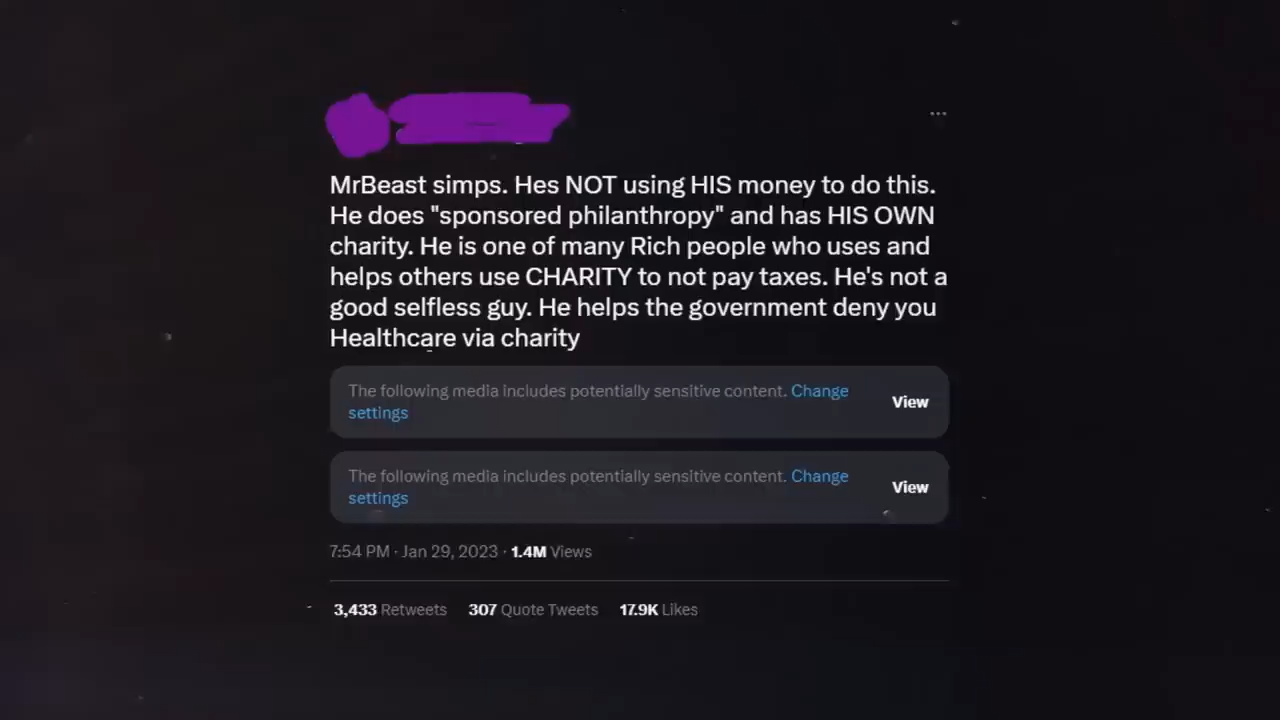 MrBeast simps. Hes NOT using HIS money to do this.
He does "sponsored philanthropy" and has HIS OWN
charity. He is one of many Rich people who uses and
helps others use CHARITY to not pay taxes. He's not a
good selfless guy. He helps the government deny you
Healthcare via charity
The following media includes potentially sensitive content. Change
settings
View
The following media includes potentially sensitive content. Change
settings
View
7:54 PM · Jan 29, 2023 · 1.4M Views
3,433 Retweets 307 Quote Tweets 17.9K Likes